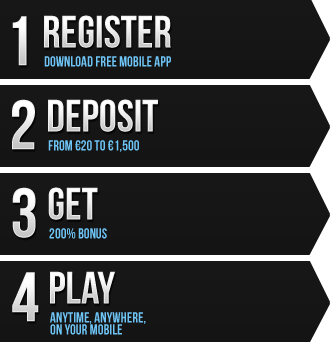 1 REGISTER
DOWNLOAD FREE MOBILE APP
2 DEPOSIT
FROM €20 TO €1,500
3 GET
200% BONUS
4 PLAY
ANYTIME, ANYWHERE,
ON YOUR MOBILE